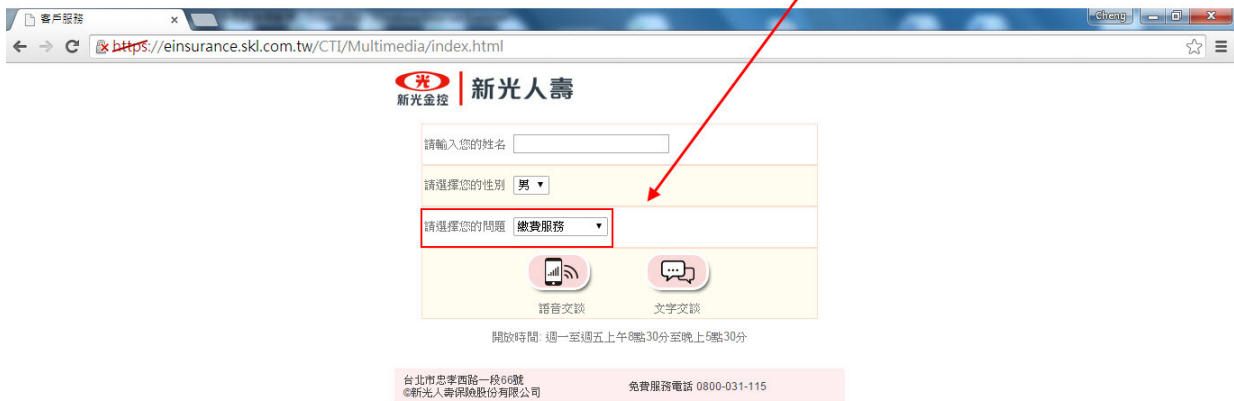 客戶服務
Cheng
https://einsurance.skl.com.tw/CTI/Multimedia/index.html
光
新光金控 新光人壽
請輸入您的姓名
請選擇您的性別 男
請選擇您的問題 繳費服務
語音交談 文字交談
開放時間: 週一至週五上午8點30分至晚上5點30分
台北市忠孝西路一段66號
©新光人壽保險股份有限公司
免費服務電話 0800-031-115